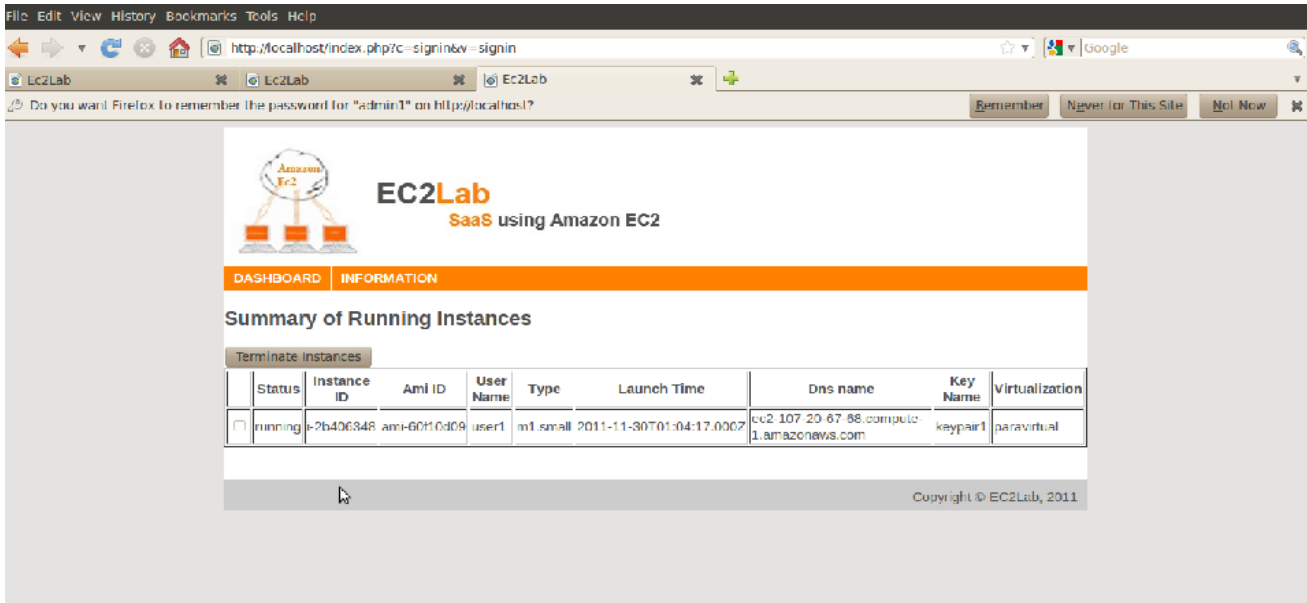 File Edit View History Bookmarks Tools Help
http://localhost/index.php?c=signin&v=signin
Google
Ec2Lab
Ec2Lab
Ec2Lab
Do you want Firefox to remember the password for "admin1" on http://localhost?
Remember
Never for This Site
Not Now
Amazon
Ec2
EC2Lab
SaaS using Amazon EC2
DASHBOARD
INFORMATION
Summary of Running Instances
Terminate Instances
Status Instance ID Ami ID User Name Type Launch Time Dns name Key Name Virtualization
running i-2b406348 ami-60f10d09 user1 m1.small 2011-11-30T01:04:17.000Z ec2-107-20-67-68.compute-1.amazonaws.com keypair1 paravirtual
Copyright © EC2Lab, 2011